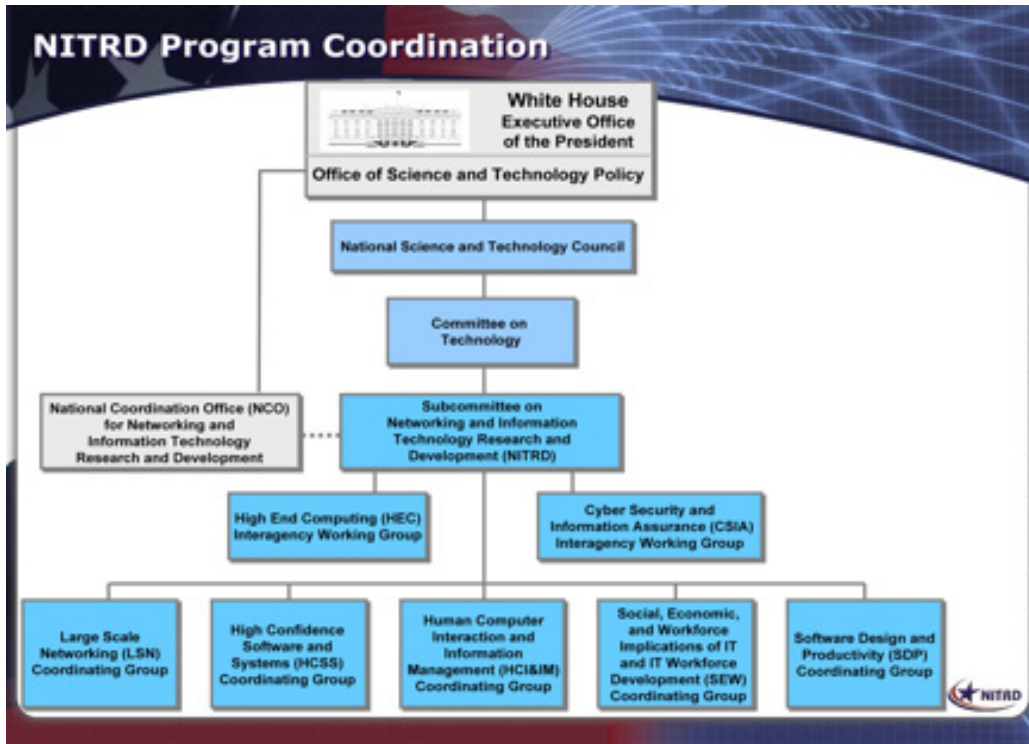 NITRD Program Coordination
White House
Executive Office
of the President
Office of Science and Technology Policy
National Science and Technology Council
Committee on
Technology
National Coordination Office (NCO)
for Networking and
Information Technology
Research and Development
Subcommittee on
Networking and Information
Technology Research and
Development (NITRD)
High End Computing (HEC)
Interagency Working Group
Cyber Security and
Information Assurance (CSIA)
Interagency Working Group
Large Scale
Networking (LSN)
Coordinating Group
High Confidence
Software and
Systems (HCSS)
Coordinating Group
Human Computer
Interaction and
Information
Management (HCI&IM)
Coordinating Group
Social, Economic,
and Workforce
Implications of IT
and IT Workforce
Development (SEW)
Coordinating Group
Software Design and
Productivity (SDP)
Coordinating Group
NITRD